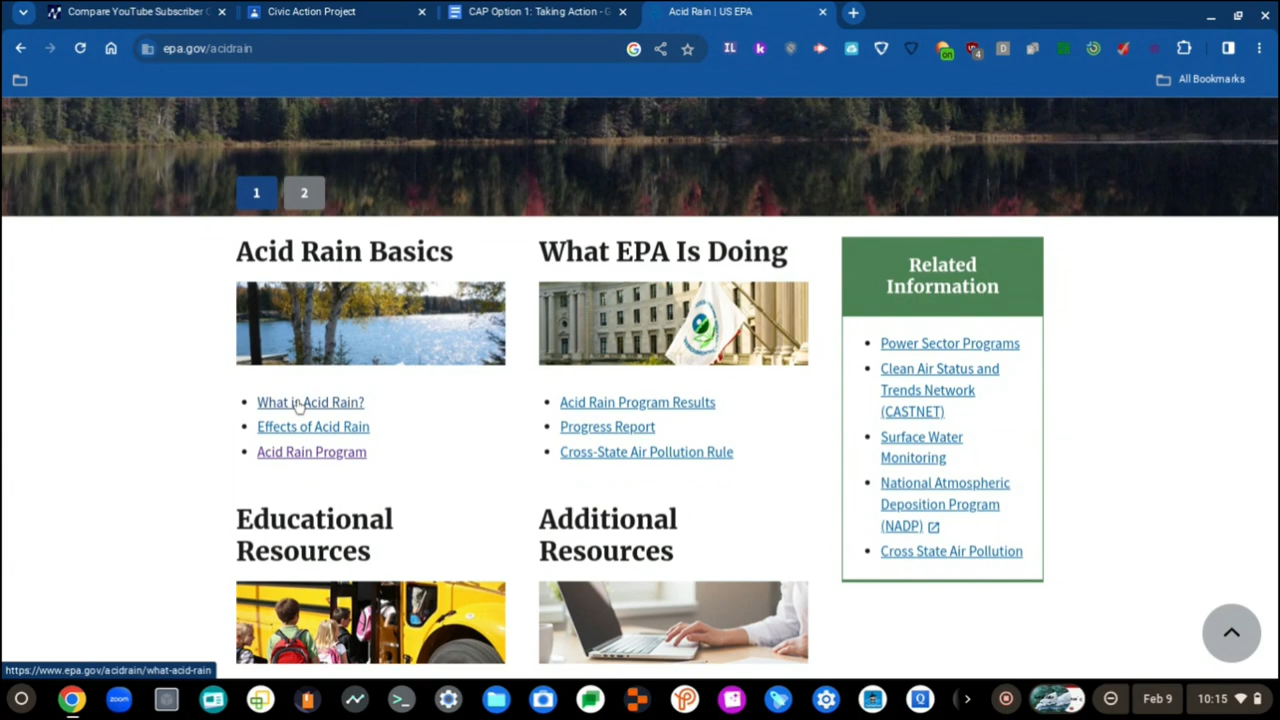 Compare YouTube Subscriber
Civic Action Project
CAP Option 1: Taking Action - G
Acid Rain | US EPA
epa.gov/acidrain
IL
k
on
4
D
All Bookmarks
1
2
Acid Rain Basics
What is Acid Rain?
Effects of Acid Rain
Acid Rain Program
What EPA Is Doing
Acid Rain Program Results
Progress Report
Cross-State Air Pollution Rule
Related
Information
Power Sector Programs
Clean Air Status and
Trends Network
(CASTNET)
Surface Water
Monitoring
National Atmospheric
Deposition Program
(NADP)
Cross State Air Pollution
Educational
Resources
Additional
Resources
https://www.epa.gov/acidrain/what-acid-rain
zoom
Q
Feb 9
10:15